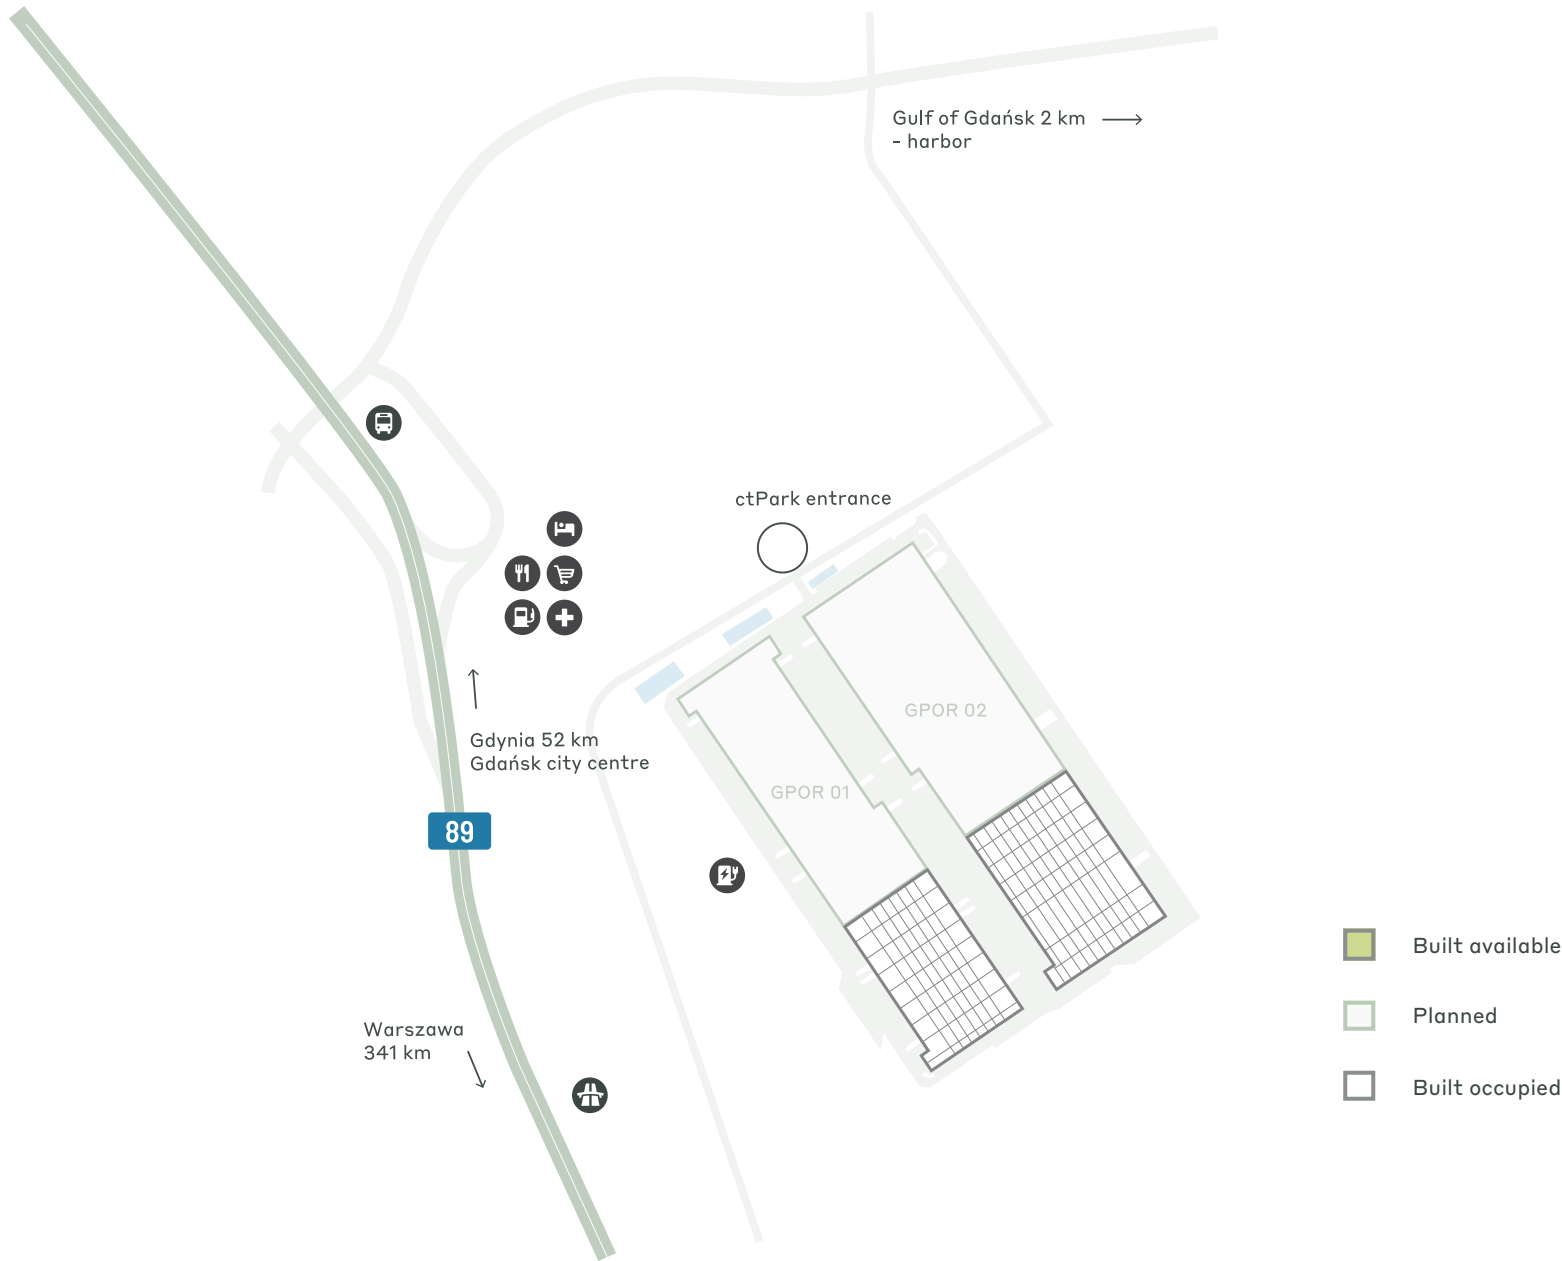 Gulf of Gdańsk 2 km
- harbor
ctPark entrance
GPOR 02
Gdynia 52 km
Gdańsk city centre
GPOR 01
89
Built available
Planned
Warszawa
341 km
Built occupied